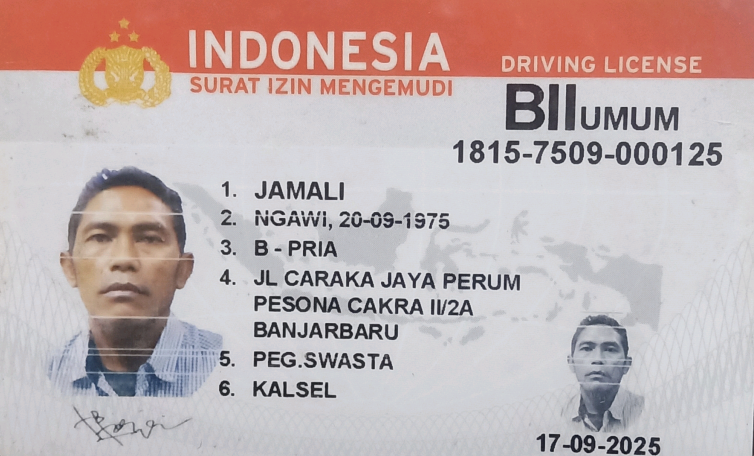 INDONESIA
SURAT IZIN MENGEMUDI
DRIVING LICENSE
BII UMUM
1815-7509-000125
1. JAMALI
2. NGAWI, 20-09-1975
3. B - PRIA
4. JL CARAKA JAYA PERUM
PESONA CAKRA II/2A
BANJARBARU
5. PEG.SWASTA
6. KALSEL
17-09-2025